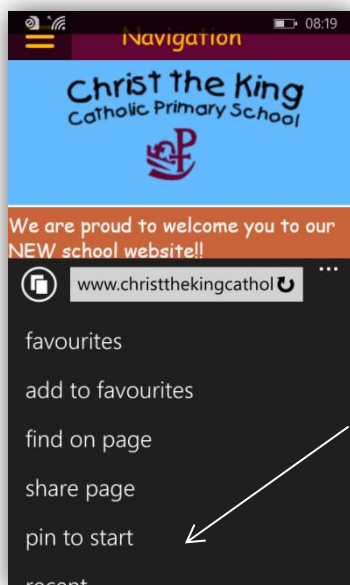 08:19
Navigation
Christ the King
Catholic Primary School
We are proud to welcome you to our
NEW school website!!
www.christthekingcathol
favourites
add to favourites
find on page
share page
pin to start
recent